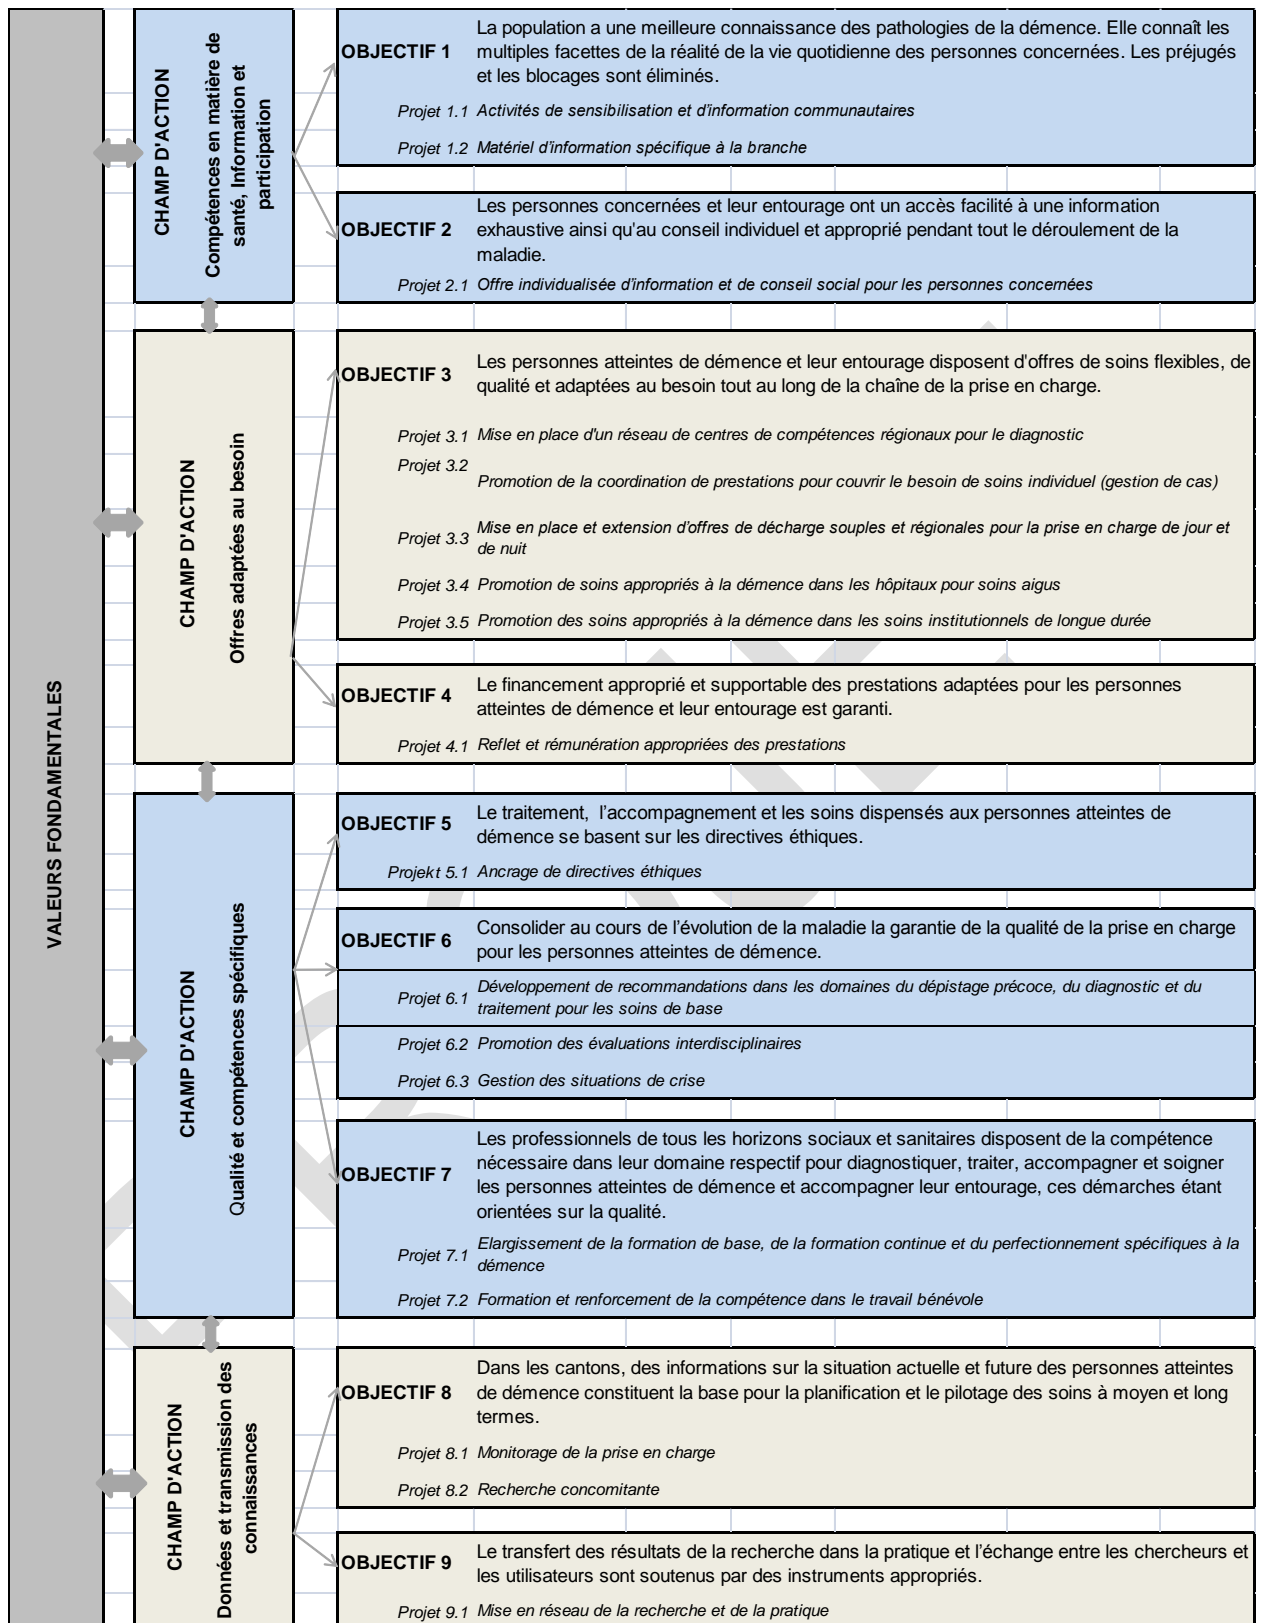 VALEURS FONDAMENTALES
CHAMP D'ACTION
Compétences en matière de
santé, Information et
participation
OBJECTIF 1
La population a une meilleure connaissance des pathologies de la démence. Elle connaît les
multiples facettes de la réalité de la vie quotidienne des personnes concernées. Les préjugés
et les blocages sont éliminés.
Projet 1.1 Activités de sensibilisation et d'information communautaires
Projet 1.2 Matériel d'information spécifique à la branche
OBJECTIF 2
Les personnes concernées et leur entourage ont un accès facilité à une information
exhaustive ainsi qu'au conseil individuel et approprié pendant tout le déroulement de la
maladie.
Projet 2.1 Offre individualisée d'information et de conseil social pour les personnes concernées
CHAMP D'ACTION
Offres adaptées au besoin
OBJECTIF 3
Les personnes atteintes de démence et leur entourage disposent d'offres de soins flexibles, de
qualité et adaptées au besoin tout au long de la chaîne de la prise en charge.
Projet 3.1 Mise en place d'un réseau de centres de compétences régionaux pour le diagnostic
Projet 3.2
Promotion de la coordination de prestations pour couvrir le besoin de soins individuel (gestion de cas)
Projet 3.3 Mise en place et extension d'offres de décharge souples et régionales pour la prise en charge de jour et
de nuit
Projet 3.4 Promotion de soins appropriés à la démence dans les hôpitaux pour soins aigus
Projet 3.5 Promotion des soins appropriés à la démence dans les soins institutionnels de longue durée
OBJECTIF 4
Le financement approprié et supportable des prestations adaptées pour les personnes
atteintes de démence et leur entourage est garanti.
Projet 4.1 Reflet et rémunération appropriées des prestations
CHAMP D'ACTION
Qualité et compétences spécifiques
OBJECTIF 5
Le traitement, l'accompagnement et les soins dispensés aux personnes atteintes de
démence se basent sur les directives éthiques.
Projekt 5.1 Ancrage de directives éthiques
OBJECTIF 6
Consolider au cours de l'évolution de la maladie la garantie de la qualité de la prise en charge
pour les personnes atteintes de démence.
Projet 6.1 Développement de recommandations dans les domaines du dépistage précoce, du diagnostic et du
traitement pour les soins de base
Projet 6.2 Promotion des évaluations interdisciplinaires
Projet 6.3 Gestion des situations de crise
OBJECTIF 7
Les professionnels de tous les horizons sociaux et sanitaires disposent de la compétence
nécessaire dans leur domaine respectif pour diagnostiquer, traiter, accompagner et soigner
les personnes atteintes de démence et accompagner leur entourage, ces démarches étant
orientées sur la qualité.
Projet 7.1 Elargissement de la formation de base, de la formation continue et du perfectionnement spécifiques à la
démence
Projet 7.2 Formation et renforcement de la compétence dans le travail bénévole
CHAMP D'ACTION
Données et transmission des
connaissances
OBJECTIF 8
Dans les cantons, des informations sur la situation actuelle et future des personnes atteintes
de démence constituent la base pour la planification et le pilotage des soins à moyen et long
termes.
Projet 8.1 Monitorage de la prise en charge
Projet 8.2 Recherche concomitante
OBJECTIF 9
Le transfert des résultats de la recherche dans la pratique et l'échange entre les chercheurs et
les utilisateurs sont soutenus par des instruments appropriés.
Projet 9.1 Mise en réseau de la recherche et de la pratique